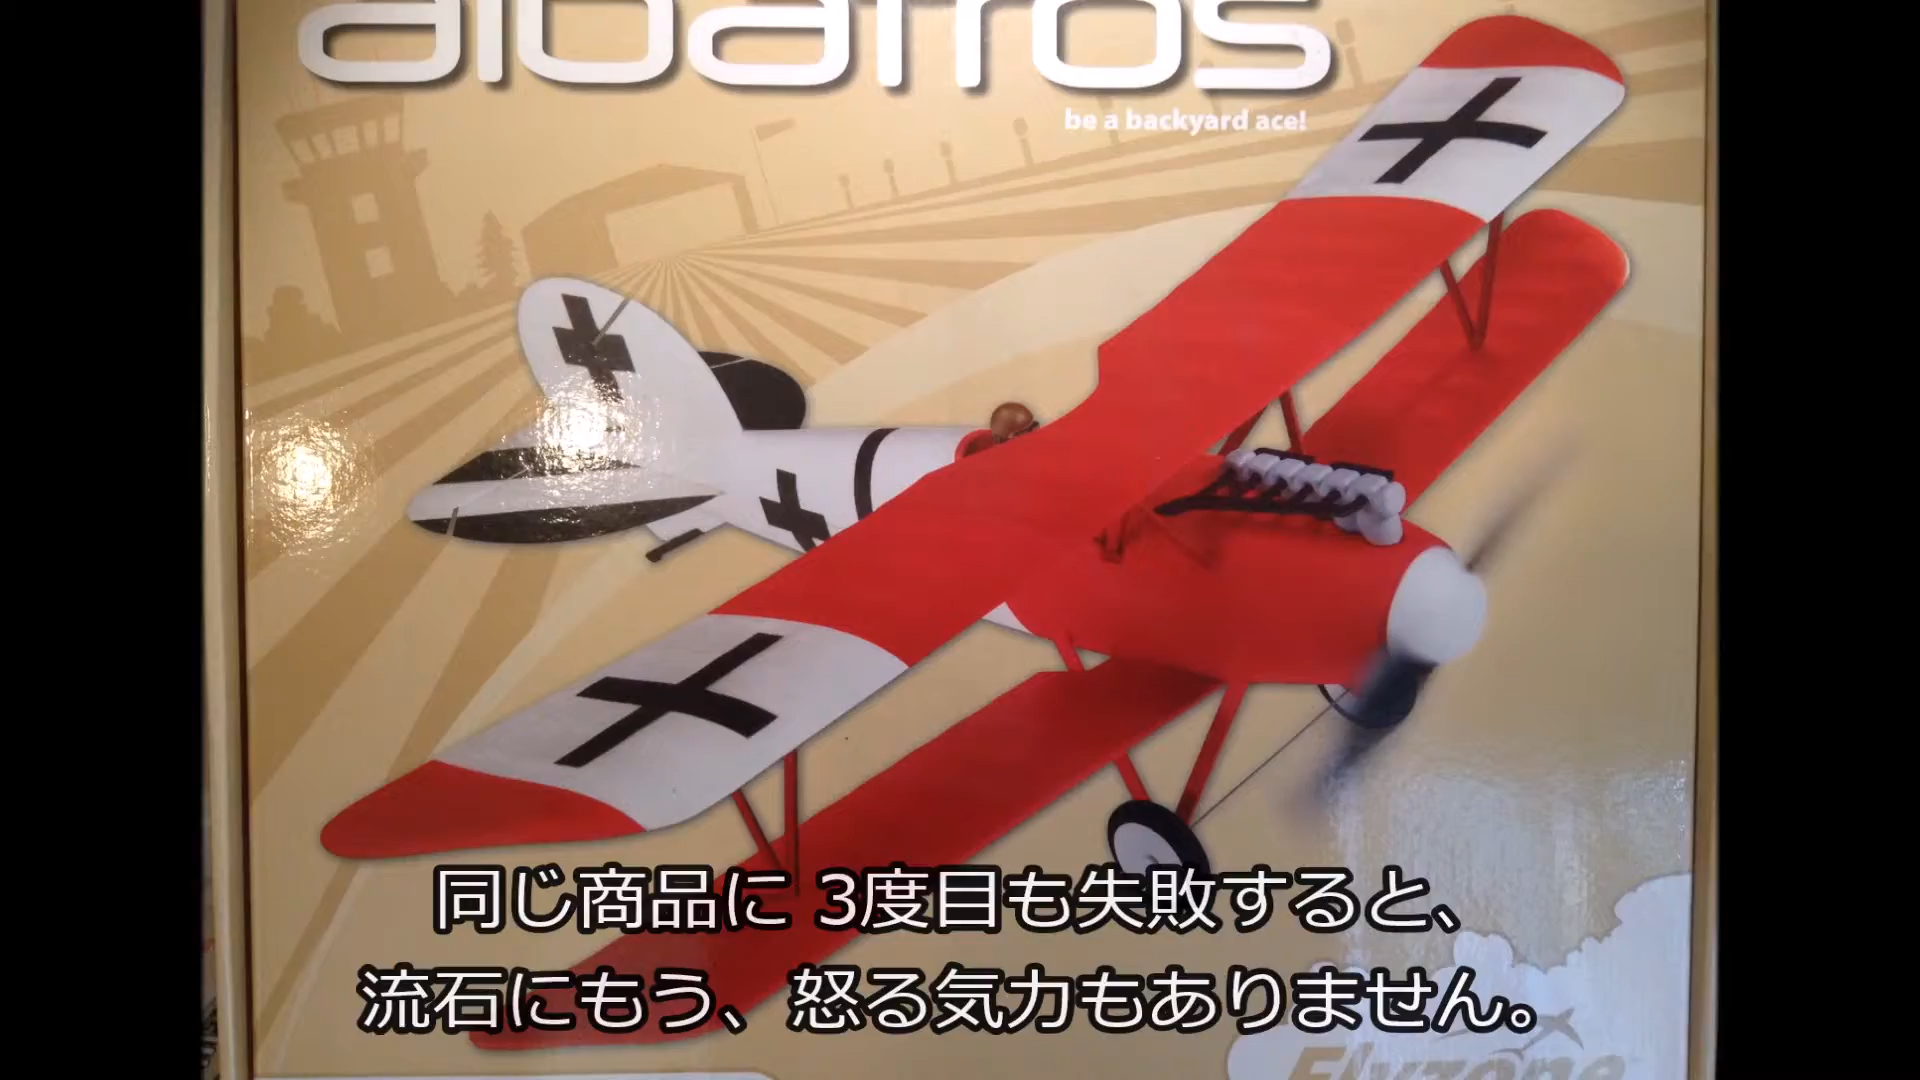 albatros
be a backyard ace!
同じ商品に 3度目も失敗すると、
流石にもう、怒る気力もありません。
Flyzone